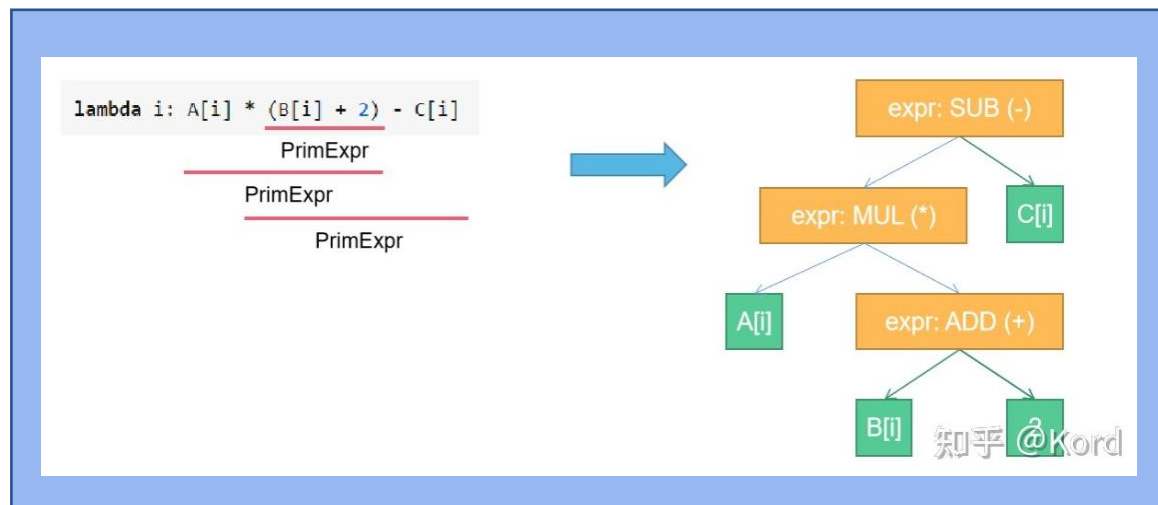 lambda i: A[i] * (B[i] + 2) - C[i]
PrimExpr
PrimExpr
PrimExpr
expr: SUB (-)
expr: MUL (*)
C[i]
A[i]
expr: ADD (+)
B[i]
2
知乎 @Kord